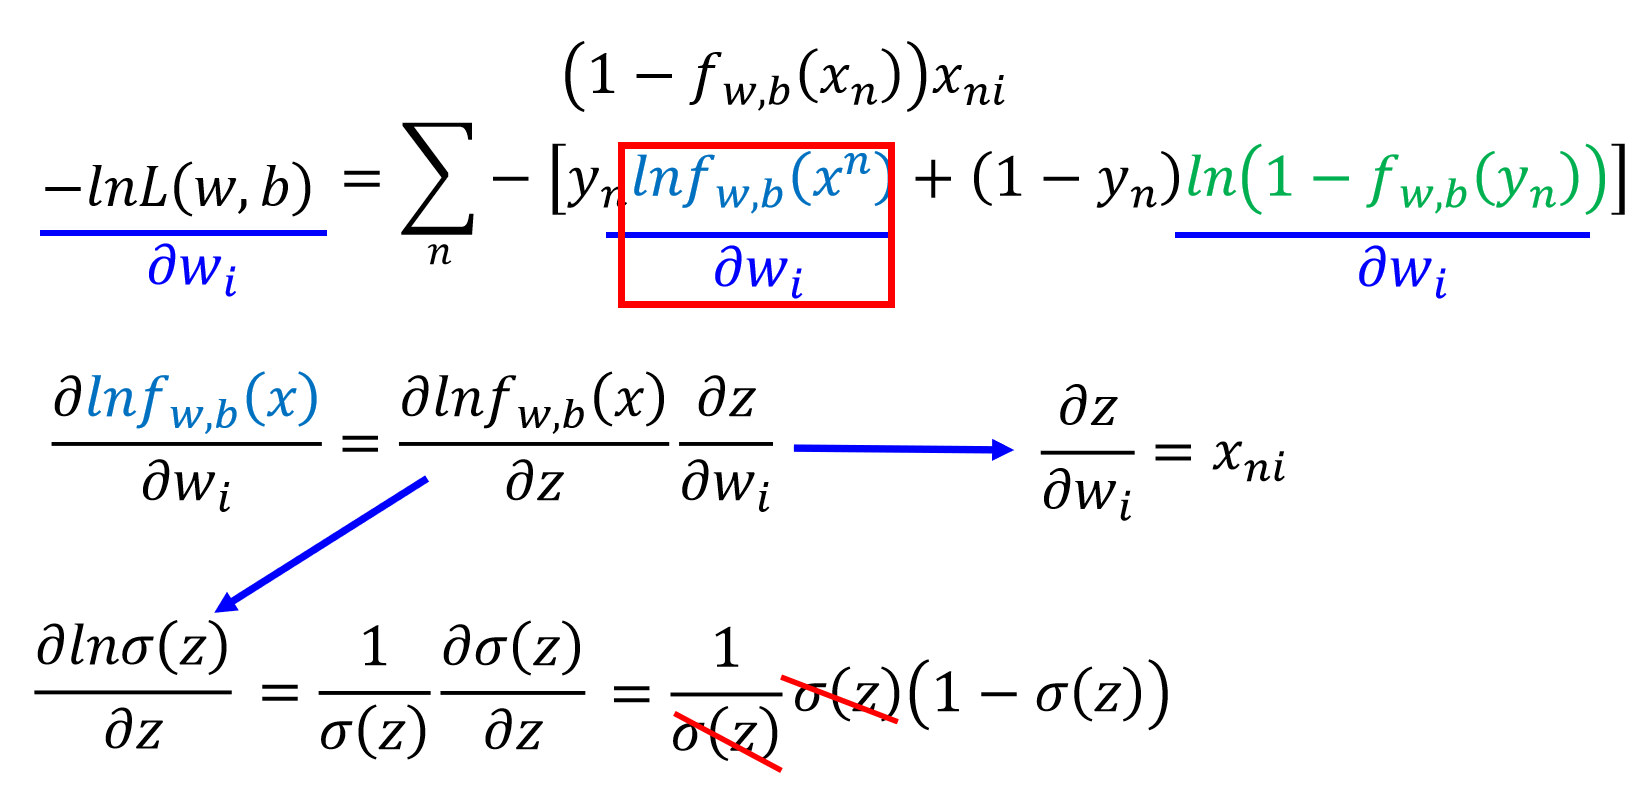 (1 − f_{w,b}(x_n))x_{ni}
−lnL(w, b) / ∂w_i = ∑_n − [y_n lnf_{w,b}(x^n) / ∂w_i + (1 − y_n) ln(1 − f_{w,b}(y_n)) / ∂w_i]
∂lnf_{w,b}(x) / ∂w_i = ∂lnf_{w,b}(x) / ∂z ∂z / ∂w_i → ∂z / ∂w_i = x_{ni}
∂lnσ(z) / ∂z = 1 / σ(z) ∂σ(z) / ∂z = 1 / σ(z) σ(z)(1 − σ(z))